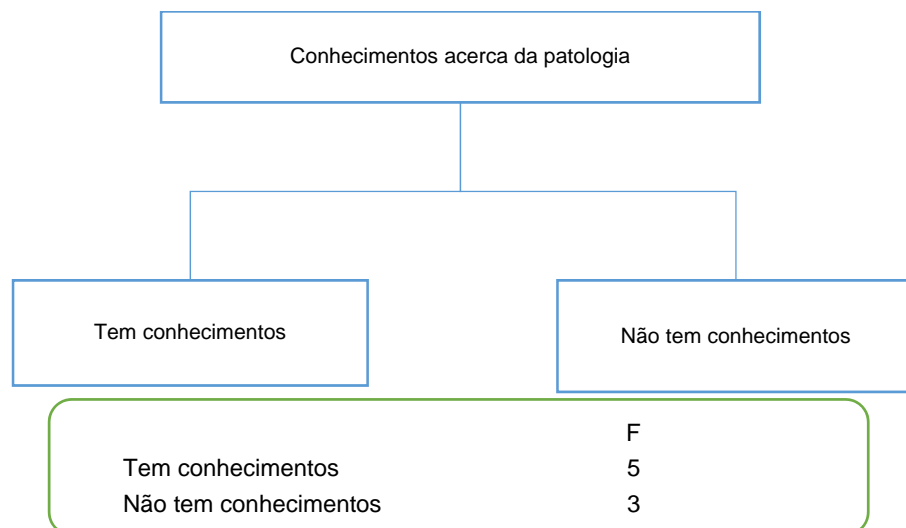 Conhecimentos acerca da patologia
Tem conhecimentos
Não tem conhecimentos
F
Tem conhecimentos 5
Não tem conhecimentos 3